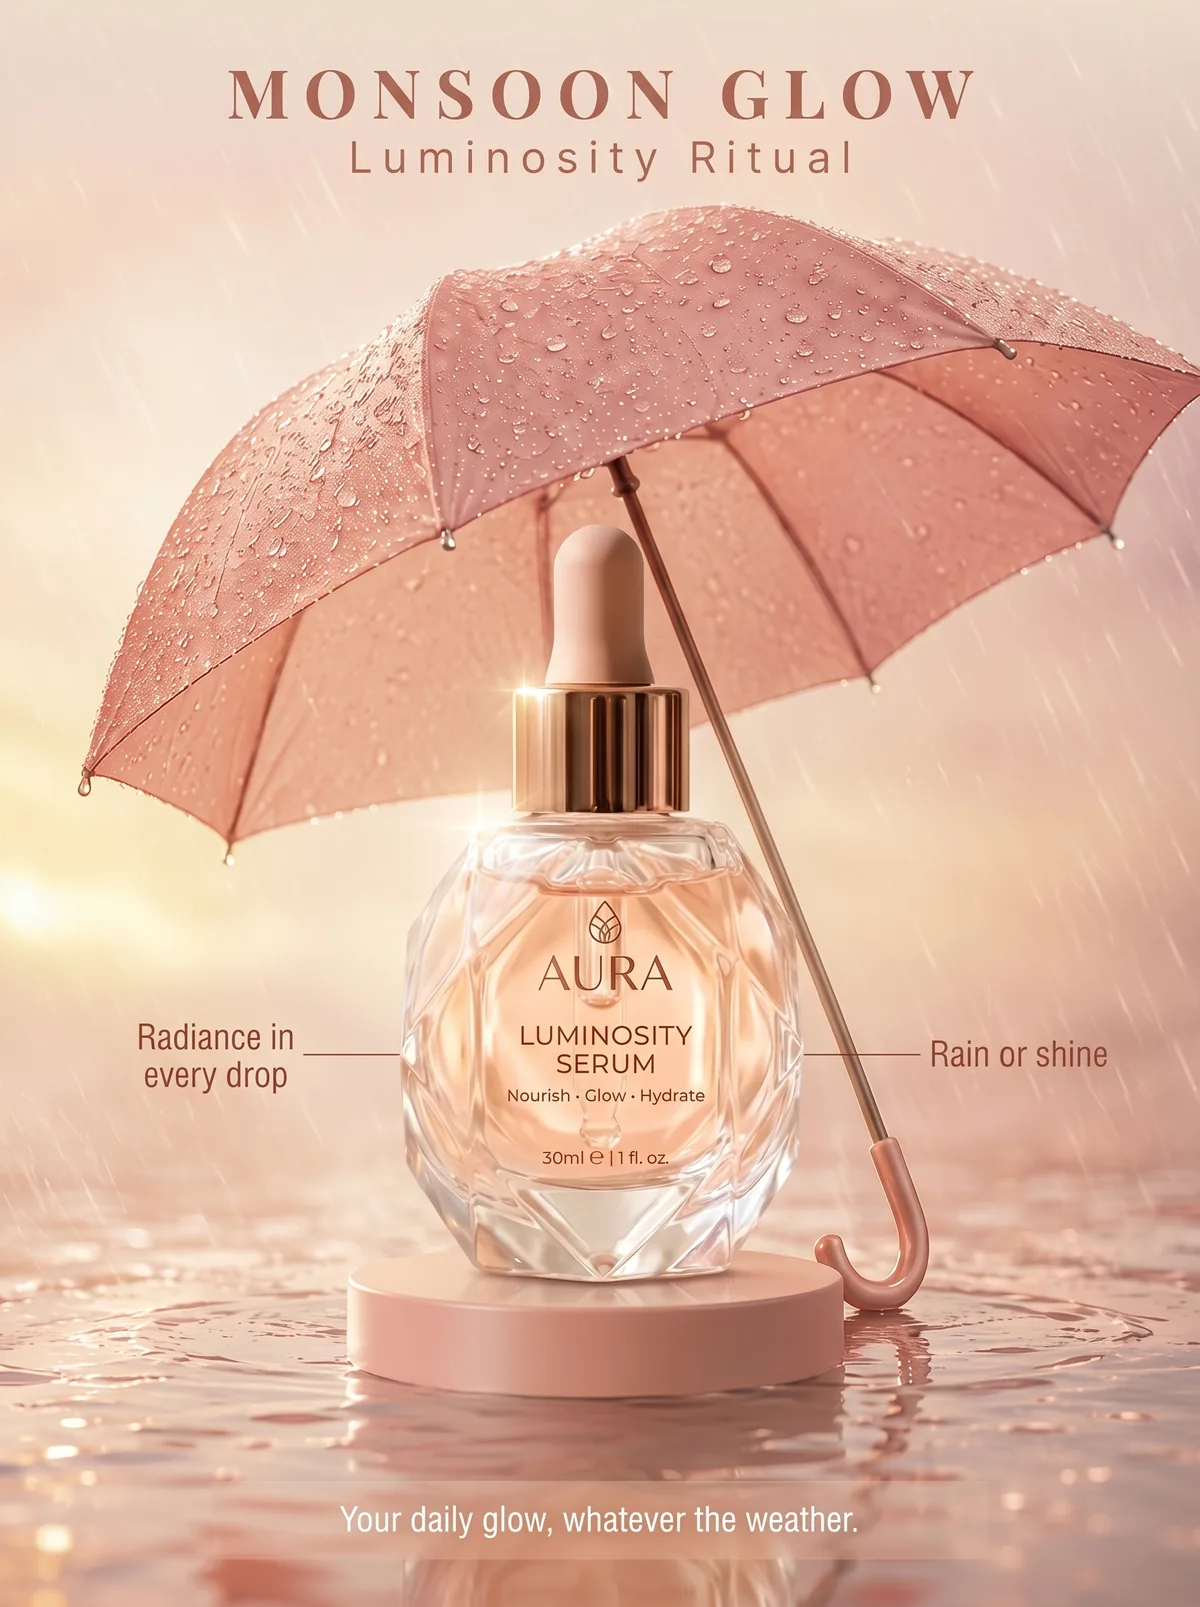 MONSOON GLOW
Luminosity Ritual
AURA
LUMINOSITY
SERUM
Nourish • Glow • Hydrate
30ml ℮ | 1 fl. oz.
Radiance in
every drop
Rain or shine
Your daily glow, whatever the weather.